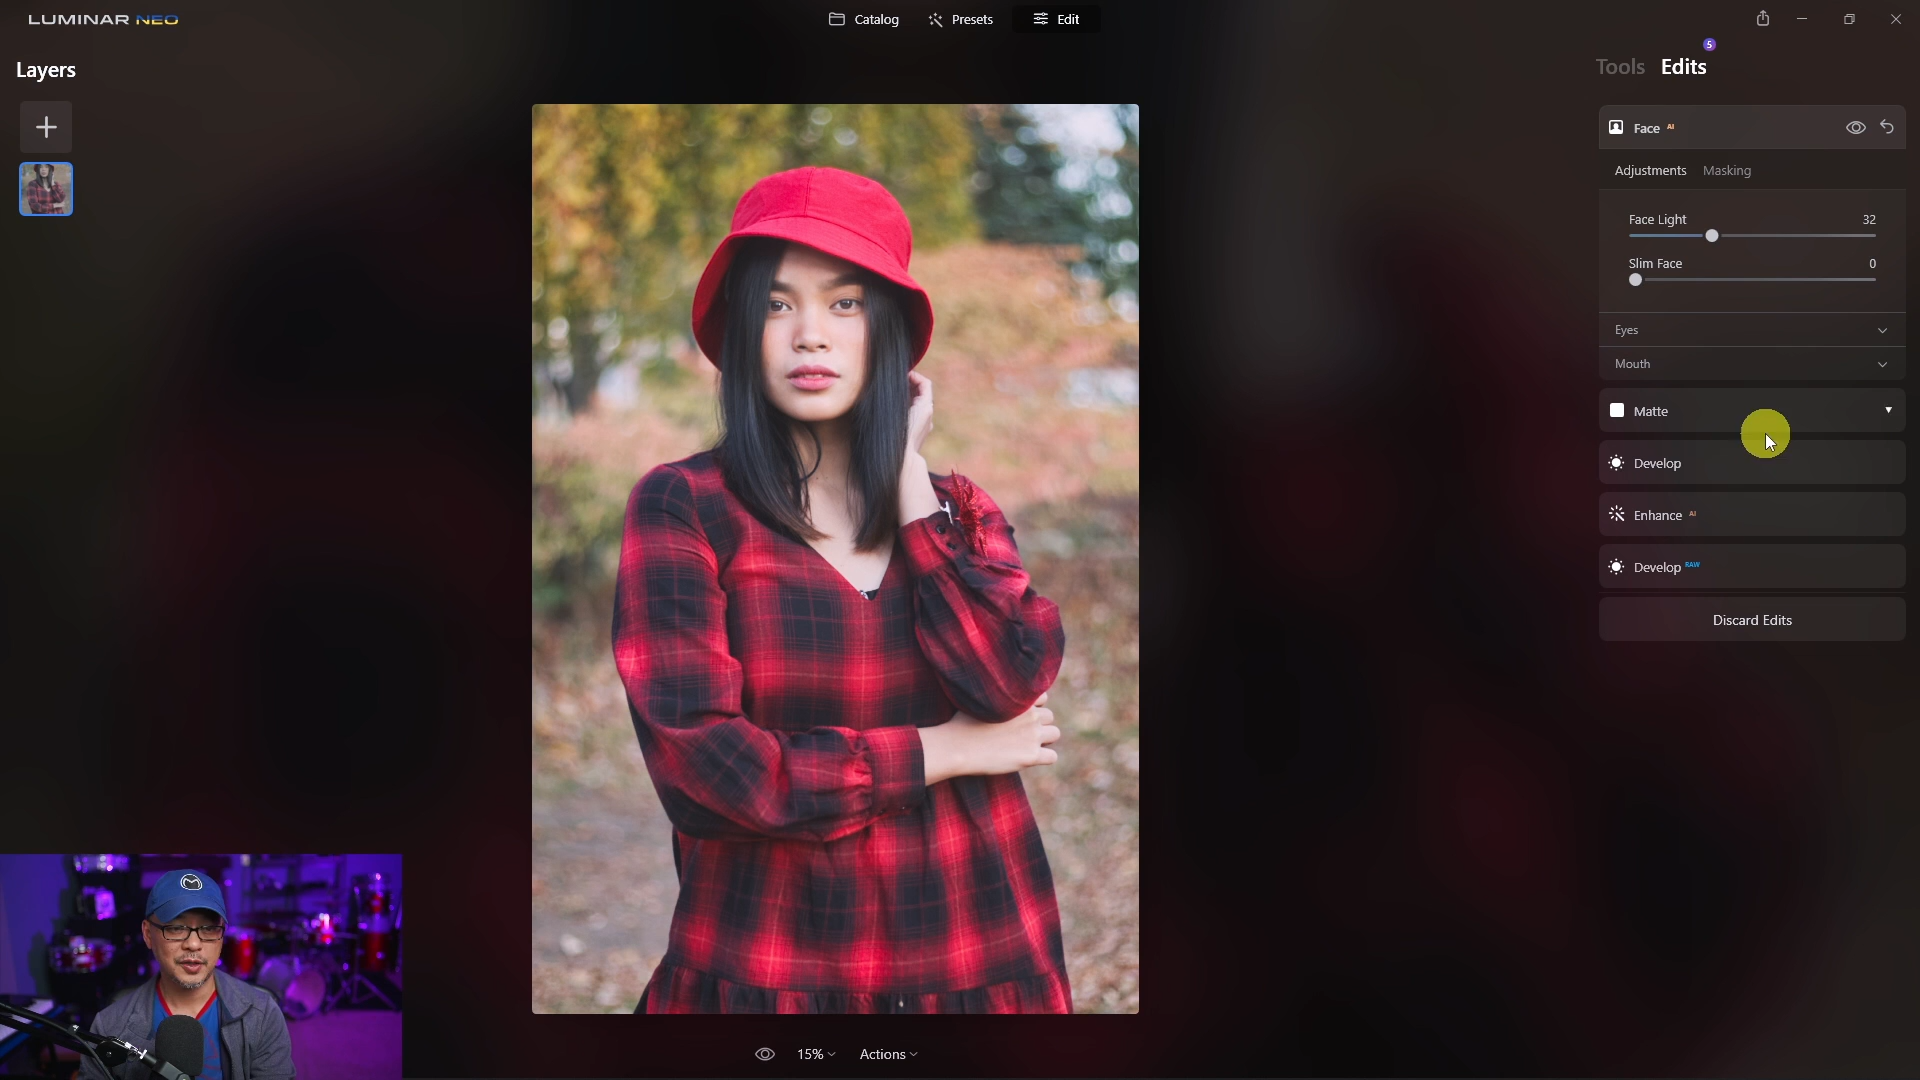 LUMINAR NEO
Catalog
Presets
Edit
Layers
5
Tools Edits
Face AI
Adjustments Masking
Face Light 32
Slim Face 0
Eyes
Mouth
Matte
Develop
Enhance AI
Develop RAW
Discard Edits
15%
Actions